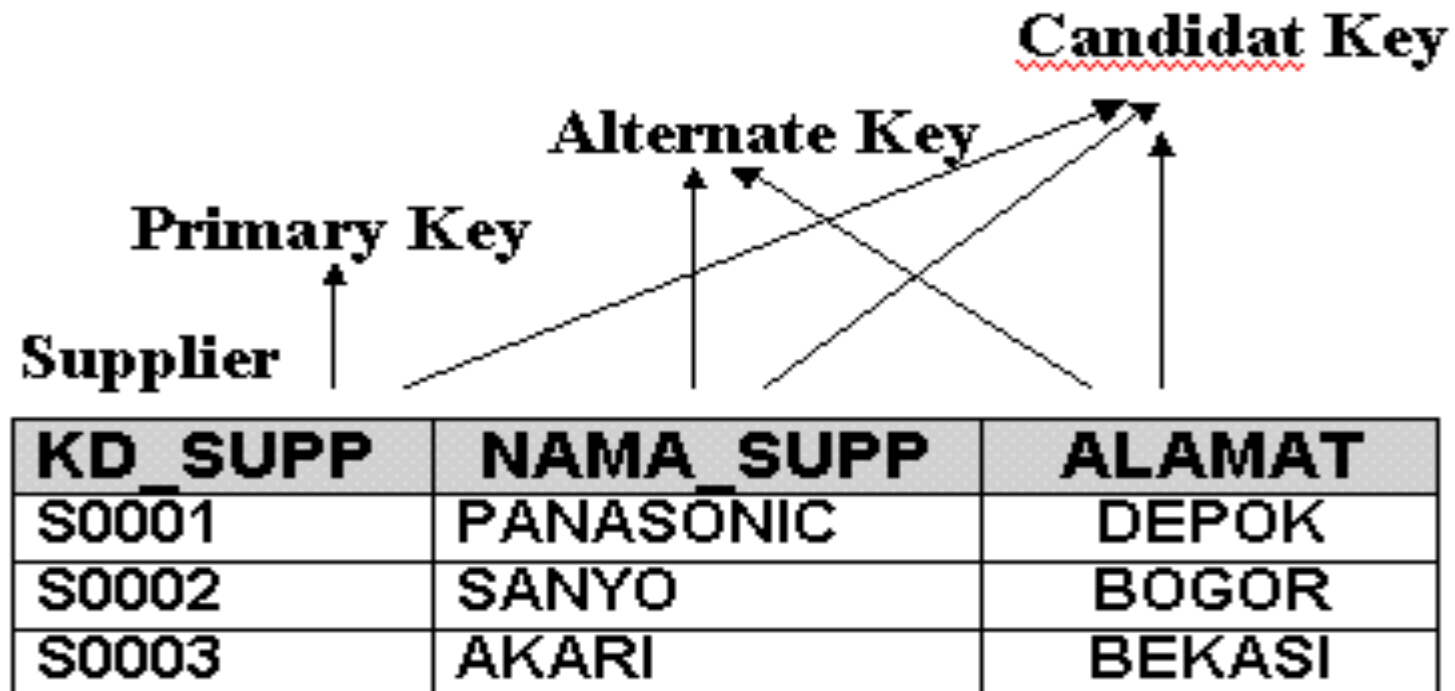 Candidat Key
Alternate Key
Primary Key
Supplier
KD_SUPP NAMA_SUPP ALAMAT
S0001 PANASONIC DEPOK
S0002 SANYO BOGOR
S0003 AKARI BEKASI